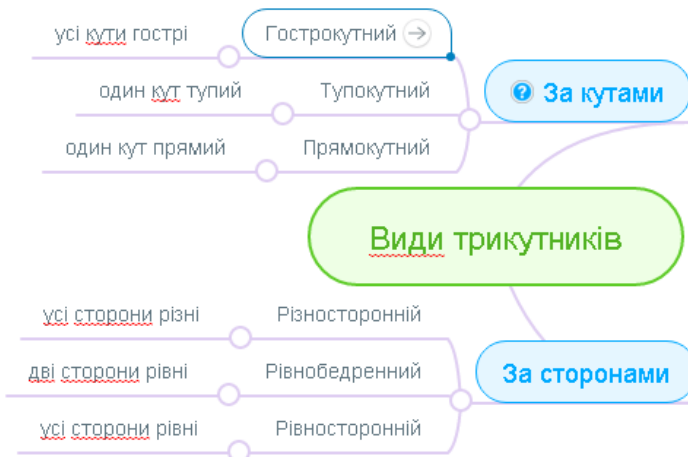 усі кути гострі
Гострокутний
один кут тупий
Тупокутний
За кутами
один кут прямий
Прямокутний
Види трикутників
усі сторони різні
Різносторонній
дві сторони рівні
Рівнобедренний
За сторонами
усі сторони рівні
Рівносторонній